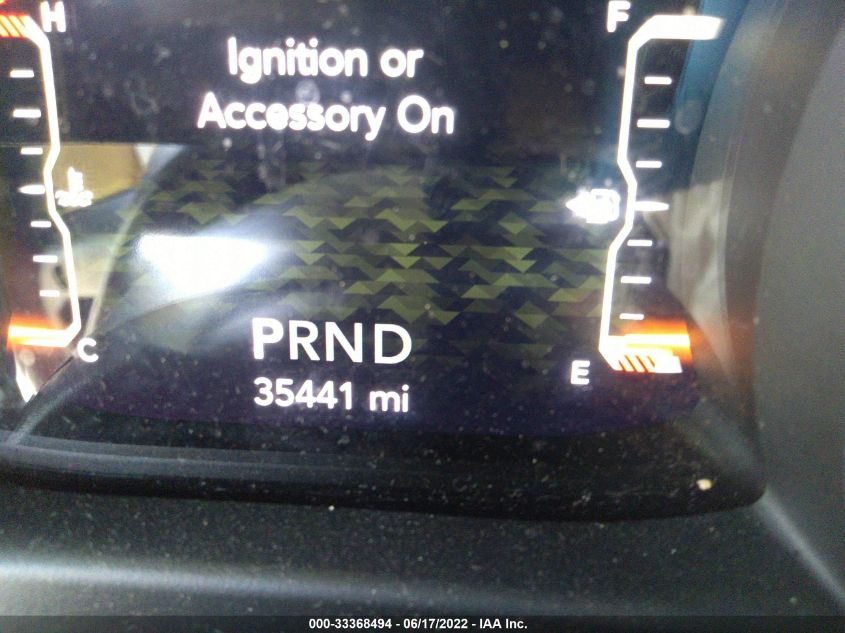 H
F
Ignition or
Accessory On
PRND
35441 mi
C
E
000-33368494 - 06/17/2022 - IAA Inc.